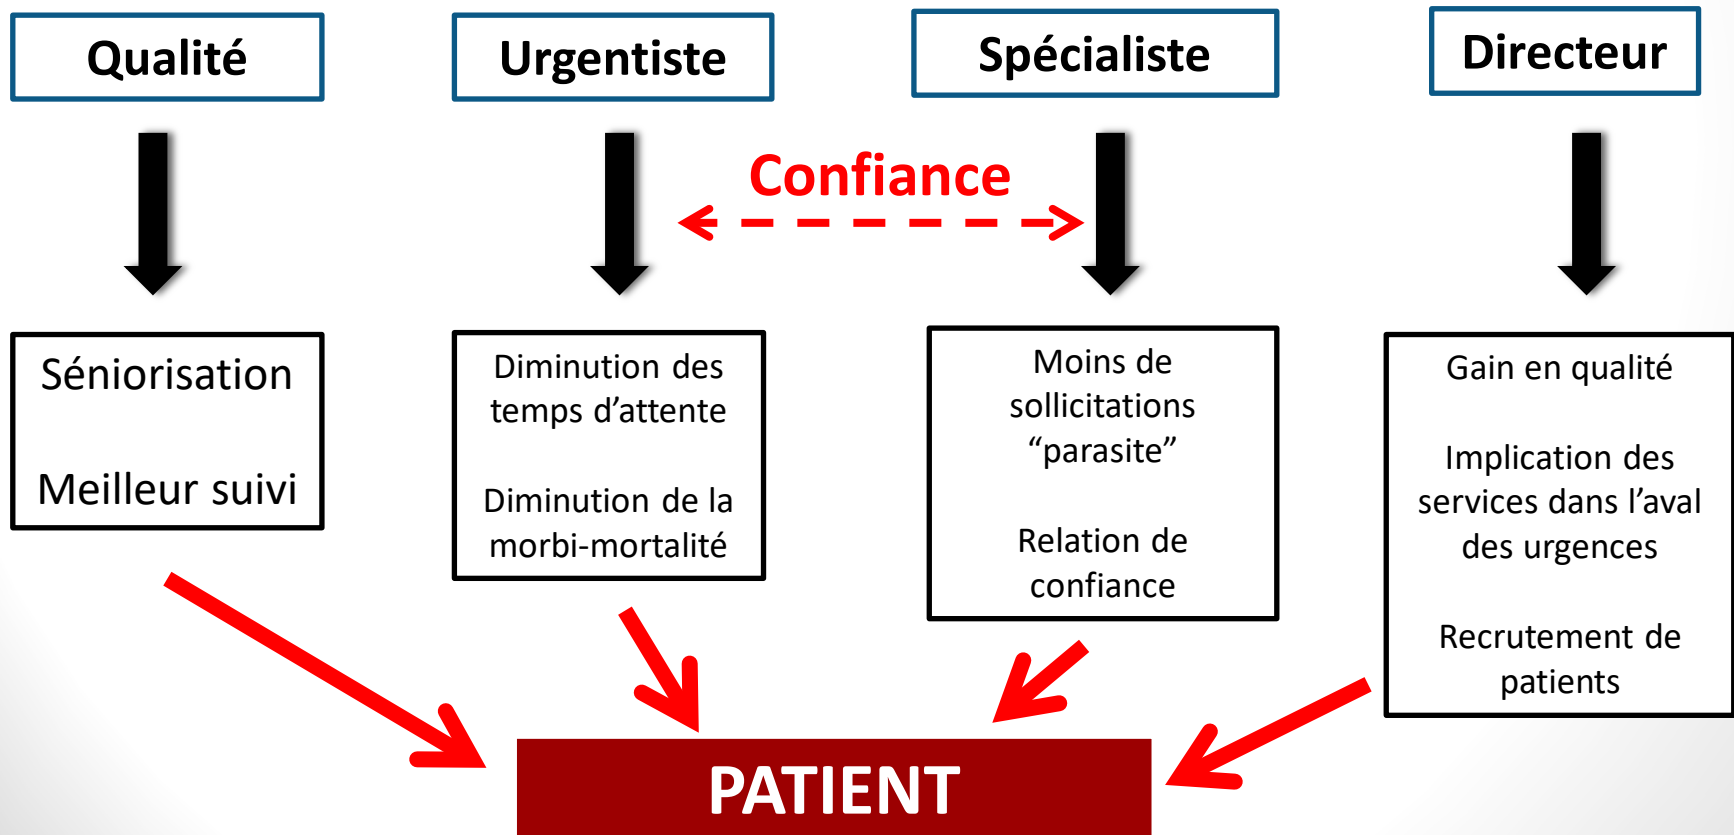 Qualité
Urgentiste
Spécialiste
Directeur
Confiance
Séniorisation
Meilleur suivi
Diminution des
temps d’attente
Diminution de la
morbi-mortalité
Moins de
sollicitations
“parasite”
Relation de
confiance
Gain en qualité
Implication des
services dans l’aval
des urgences
Recrutement de
patients
PATIENT